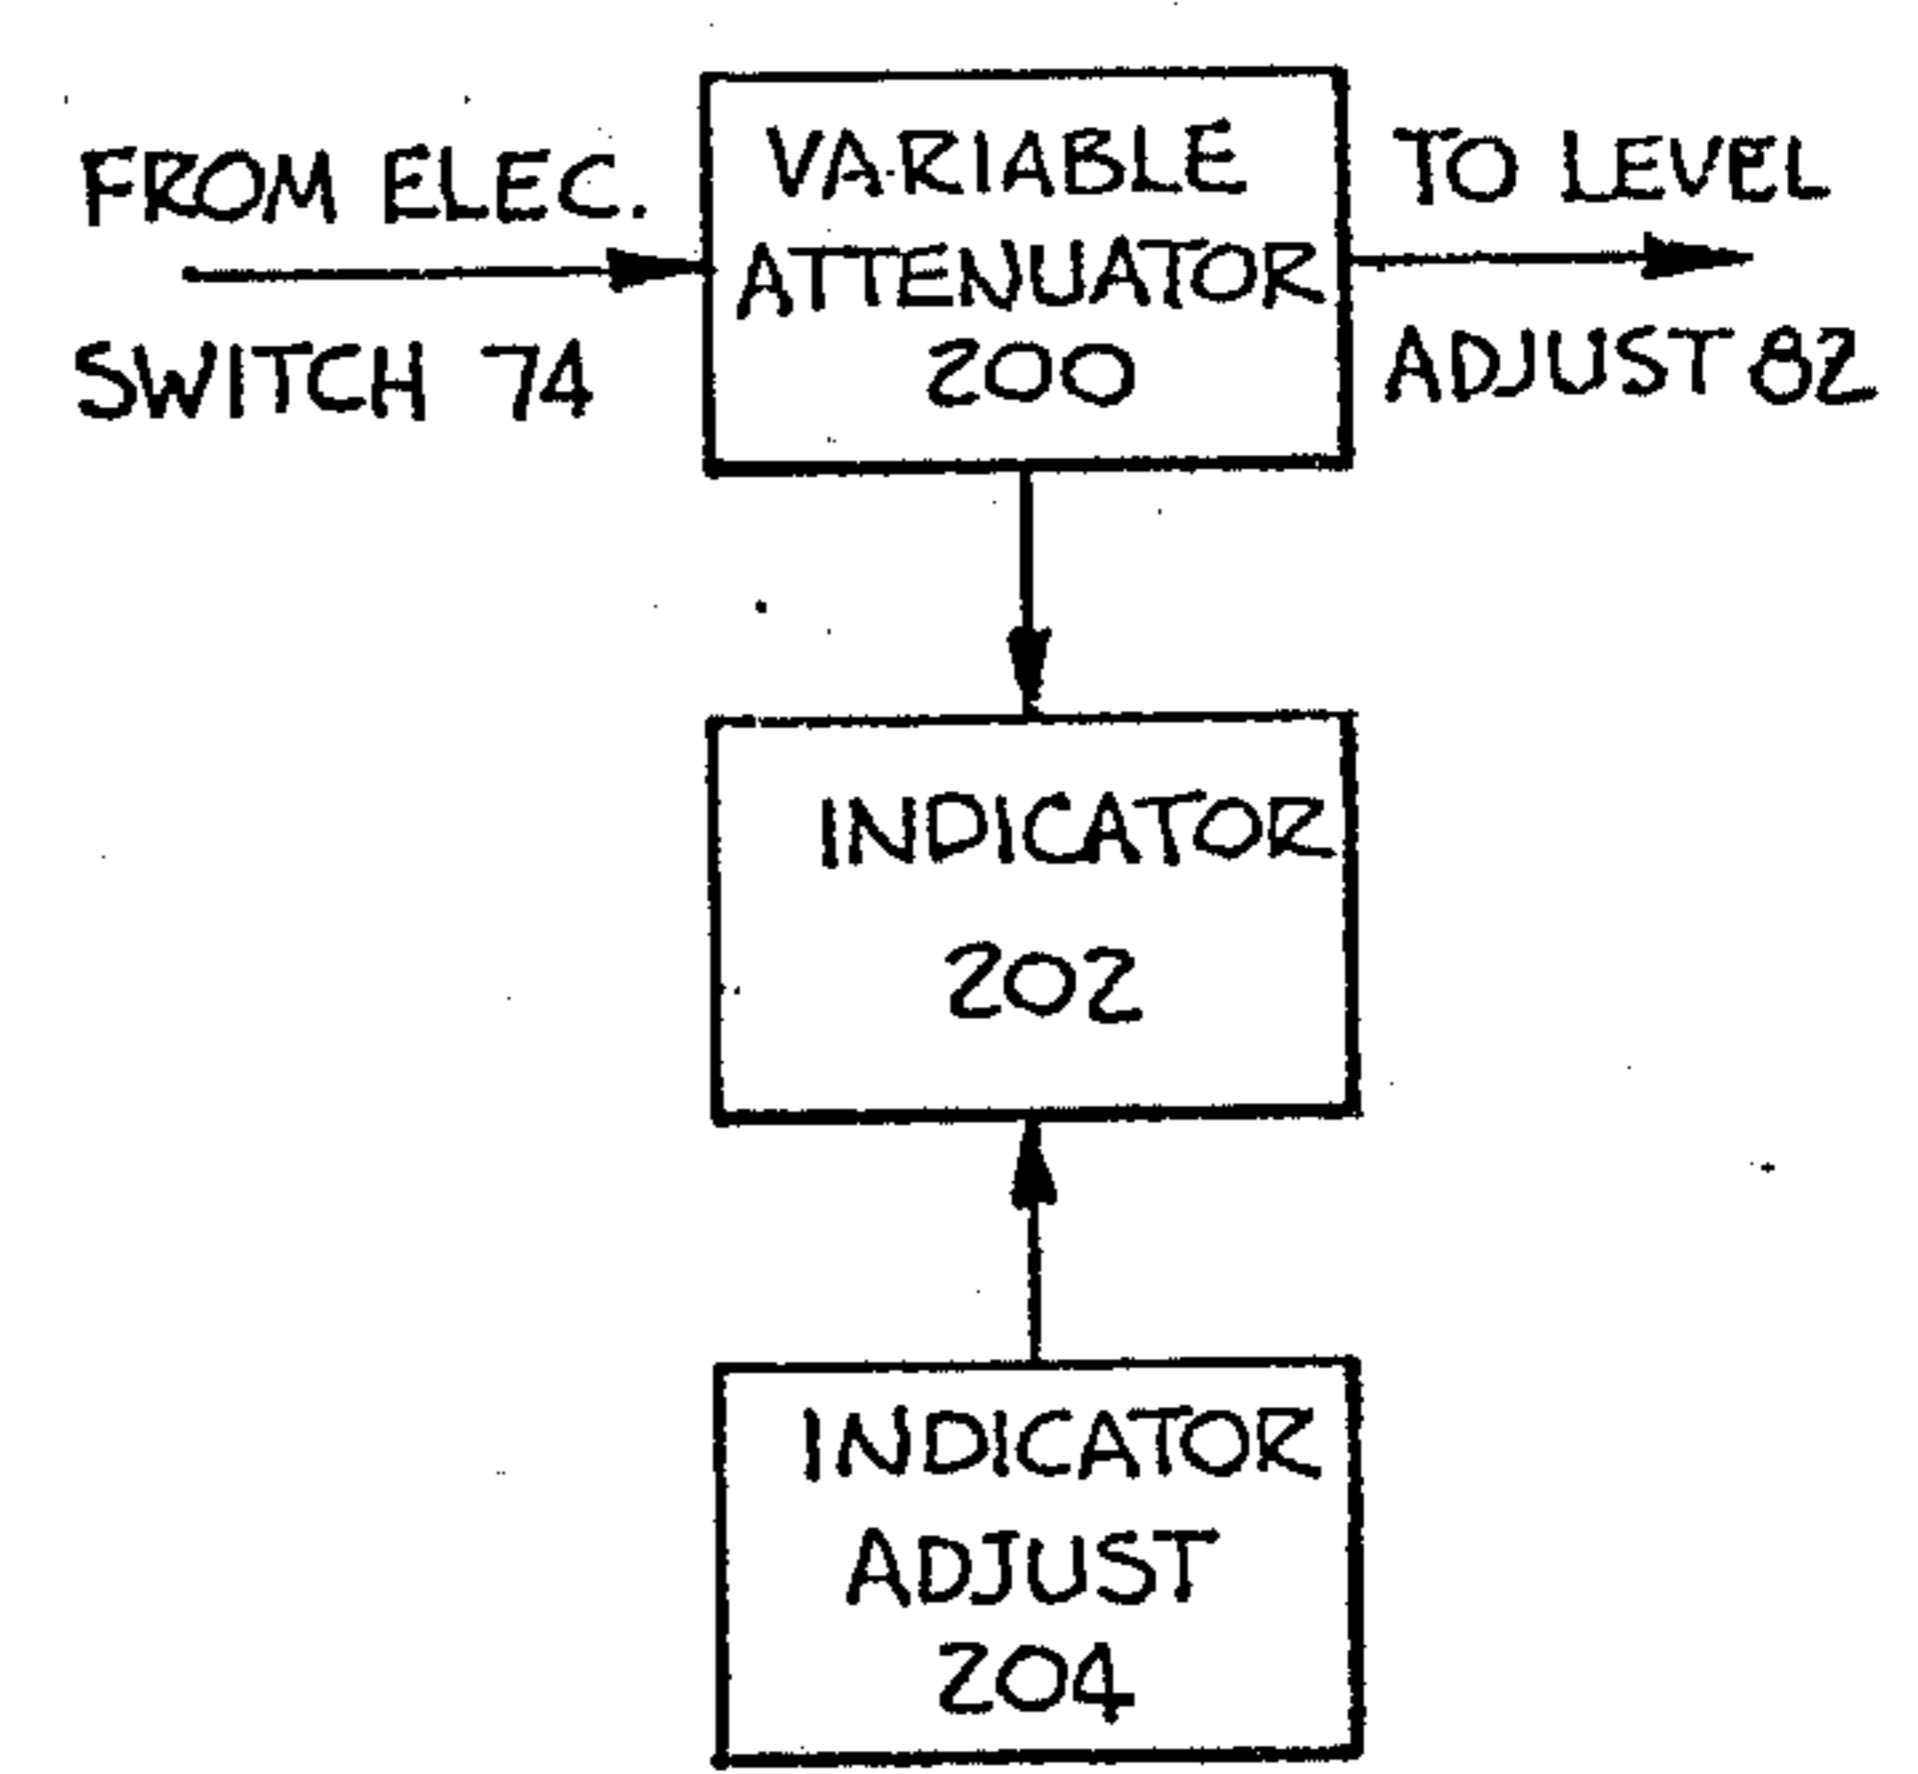 FROM ELEC.
SWITCH 74
VARIABLE
ATTENUATOR
200
TO LEVEL
ADJUST 82
INDICATOR
202
INDICATOR
ADJUST
204